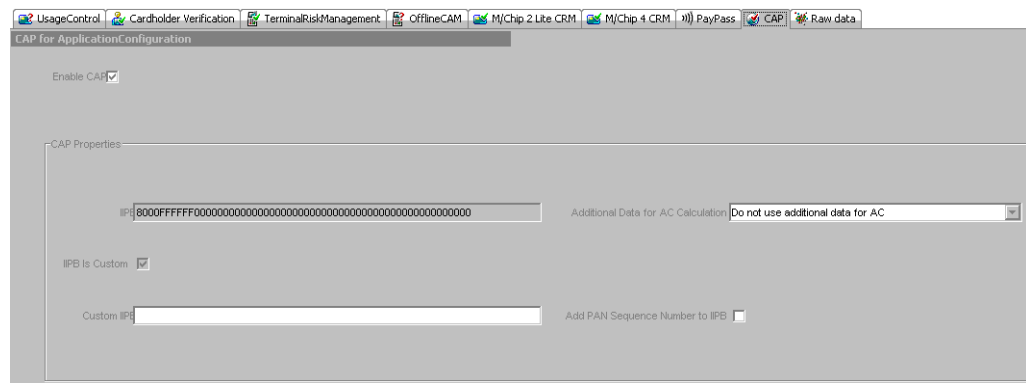 UsageControl Cardholder Verification TerminalRiskManagement OfflineCAM M/Chip 2 Lite CRM M/Chip 4 CRM PayPass CAP Raw data
CAP for ApplicationConfiguration
Enable CAP
CAP Properties
IIPB Additional Data for AC Calculation Do not use additional data for AC
IIPB Is Custom
Custom IIPB Add PAN Sequence Number to IIPB